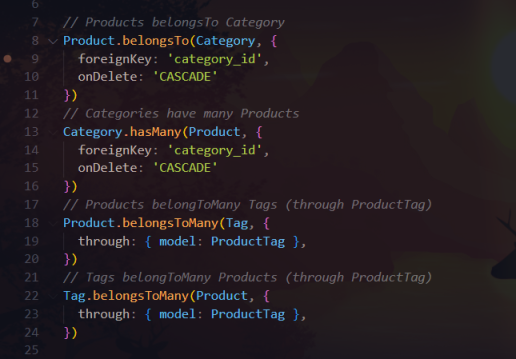 6
7 // Products belongsTo Category
8 Product.belongsTo(Category, {
9 foreignKey: 'category_id',
10 onDelete: 'CASCADE'
11 })
12 // Categories have many Products
13 Category.hasMany(Product, {
14 foreignKey: 'category_id',
15 onDelete: 'CASCADE'
16 })
17 // Products belongToMany Tags (through ProductTag)
18 Product.belongsToMany(Tag, {
19 through: { model: ProductTag },
20 })
21 // Tags belongToMany Products (through ProductTag)
22 Tag.belongsToMany(Product, {
23 through: { model: ProductTag },
24 })
25